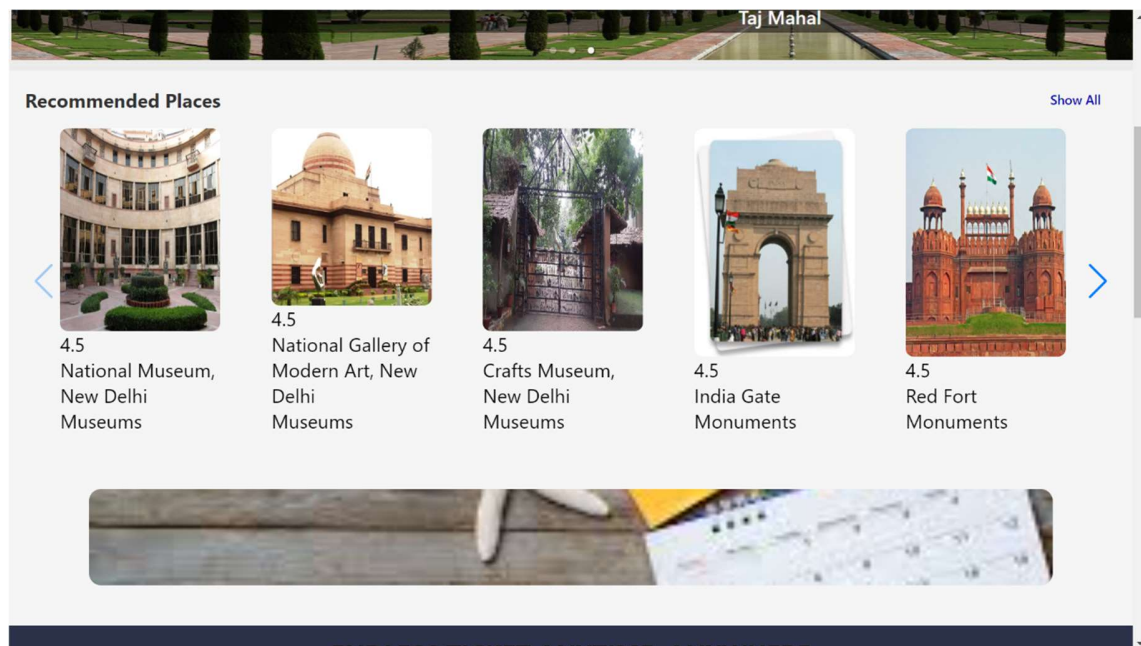 Taj Mahal
Recommended Places
Show All
4.5
National Museum,
New Delhi
Museums
4.5
National Gallery of
Modern Art, New
Delhi
Museums
4.5
Crafts Museum,
New Delhi
Museums
4.5
India Gate
Monuments
4.5
Red Fort
Monuments